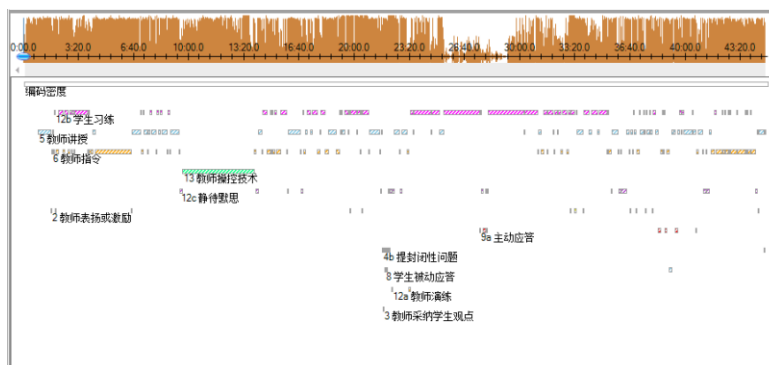 0:00.0 3:20.0 6:40.0 10:00.0 13:20.0 16:40.0 20:00.0 23:20.0 26:40.0 30:00.0 33:20.0 36:40.0 40:00.0 43:20.0
编码密度
12b 学生习练
5 教师讲授
6 教师指令
13 教师操控技术
12c 静待默思
2 教师表扬或激励
9a 主动应答
4b 提封闭性问题
8 学生被动应答
12a 教师演练
3 教师采纳学生观点